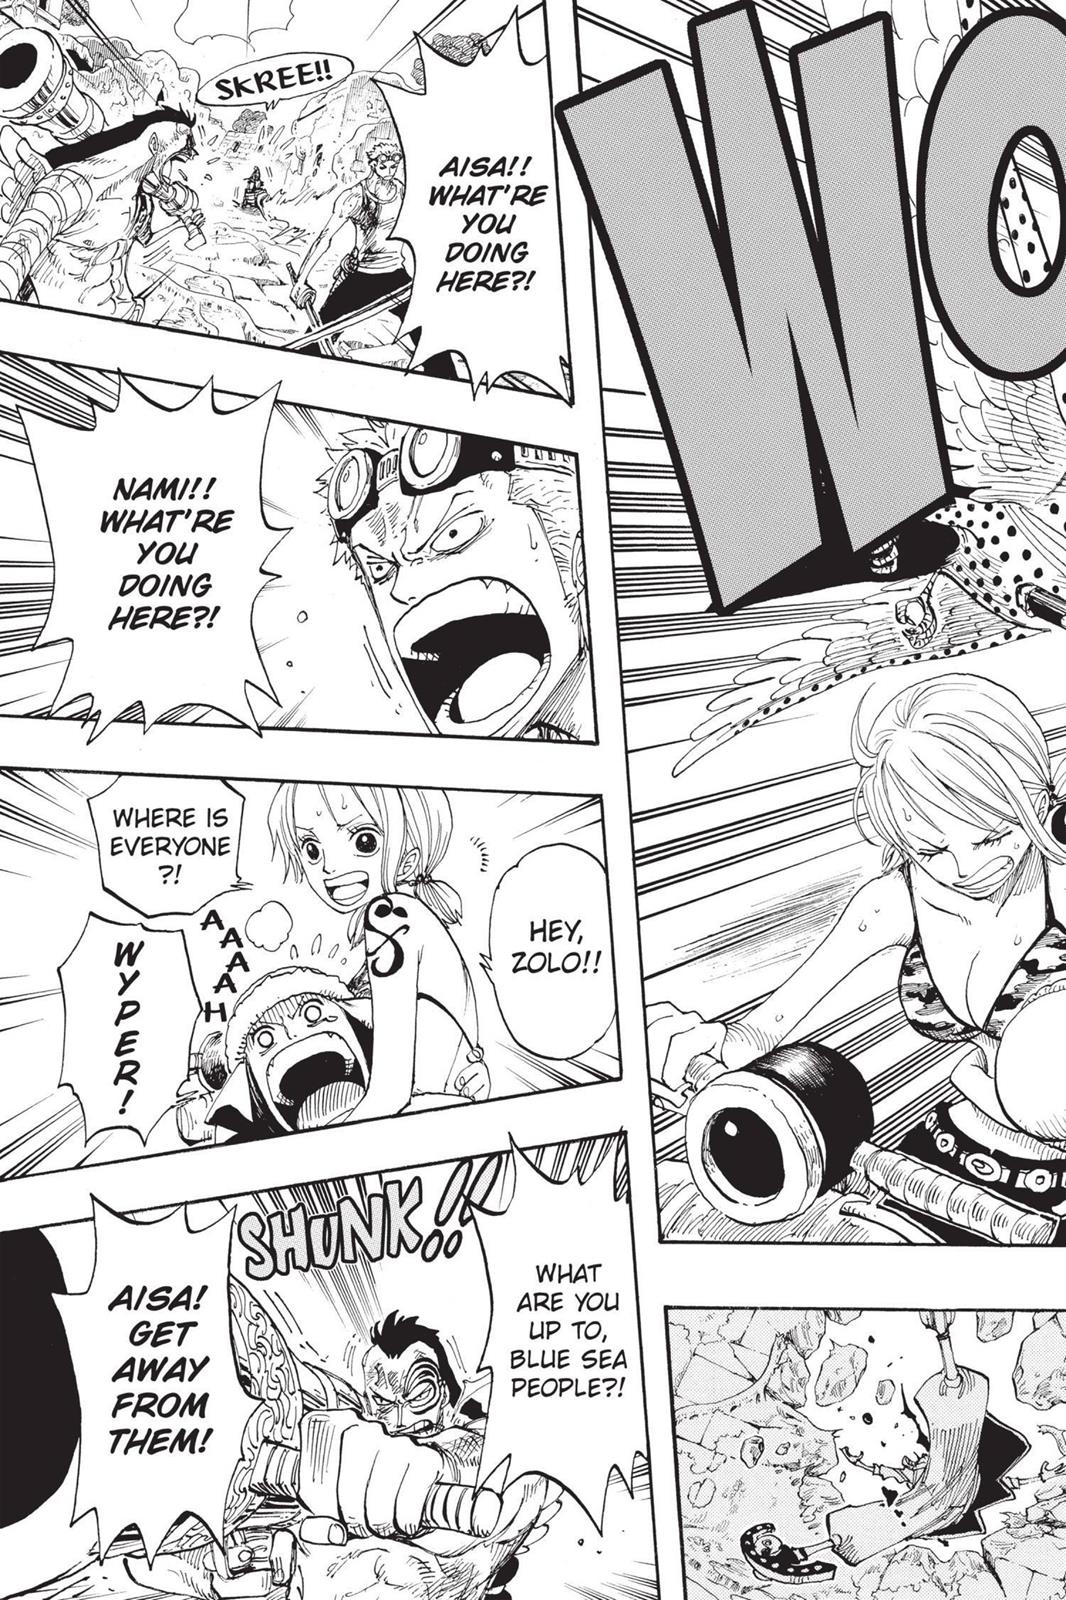 WO
SKREE!!
AISA!!
WHAT'RE
YOU
DOING
HERE?!
NAMI!!
WHAT'RE
YOU
DOING
HERE?!
HEY,
ZOLO!!
WHERE IS
EVERYONE
?!
AAAAH
WYPER!
SHUNK!!
WHAT
ARE YOU
UP TO,
BLUE SEA
PEOPLE?!
AISA!
GET
AWAY
FROM
THEM!